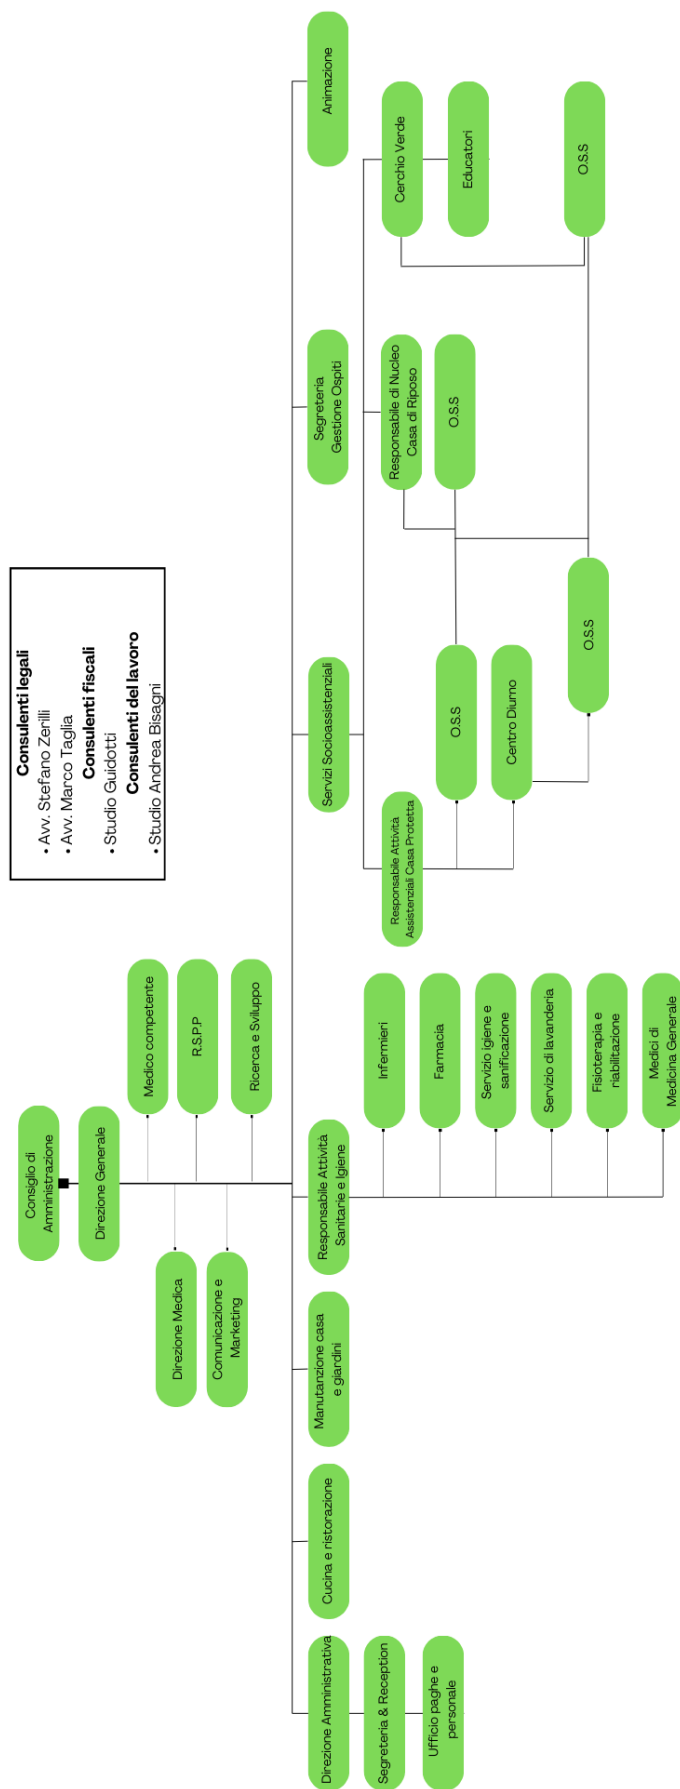 Consiglio di
Amministrazione
Direzione Generale
Medico competente
R.S.P.P
Ricerca e Sviluppo
Direzione Medica
Comunicazione e
Marketing
Consulenti legali
• Avv. Stefano Zerilli
• Avv. Marco Taglia
Consulenti fiscali
• Studio Guidotti
Consulenti del lavoro
• Studio Andrea Bisagni
Direzione Amministrativa
Segreteria & Reception
Ufficio paghe e
personale
Cucina e ristorazione
Manutanzione casa
e giardini
Responsabile Attività
Sanitarie e Igiene
Infermieri
Farmacia
Servizio igiene e
sanificazione
Servizio di lavanderia
Fisioterapia e
riabilitazione
Medici di
Medicina Generale
Servizi Socioassistenziali
Responsabile Attività
Assistenziali Casa Protetta
O.S.S
Centro Diurno
O.S.S
Segreteria
Gestione Ospiti
Responsabile di Nucleo
Casa di Riposo
O.S.S
Animazione
Cerchio Verde
Educatori
O.S.S